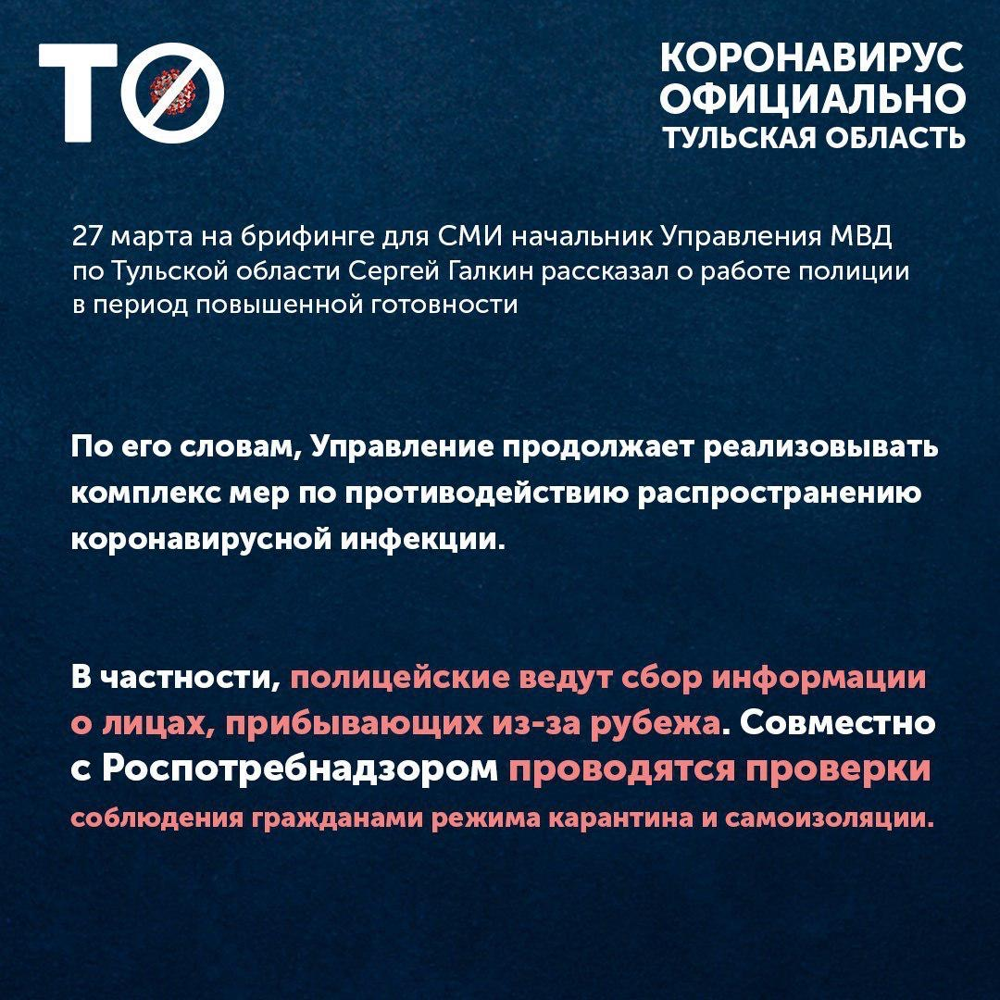 ТО
КОРОНАВИРУС
ОФИЦИАЛЬНО
ТУЛЬСКАЯ ОБЛАСТЬ
27 марта на брифинге для СМИ начальник Управления МВД
по Тульской области Сергей Галкин рассказал о работе полиции
в период повышенной готовности
По его словам, Управление продолжает реализовывать
комплекс мер по противодействию распространению
коронавирусной инфекции.
В частности, полицейские ведут сбор информации
о лицах, прибывающих из-за рубежа. Совместно
с Роспотребнадзором проводятся проверки
соблюдения гражданами режима карантина и самоизоляции.